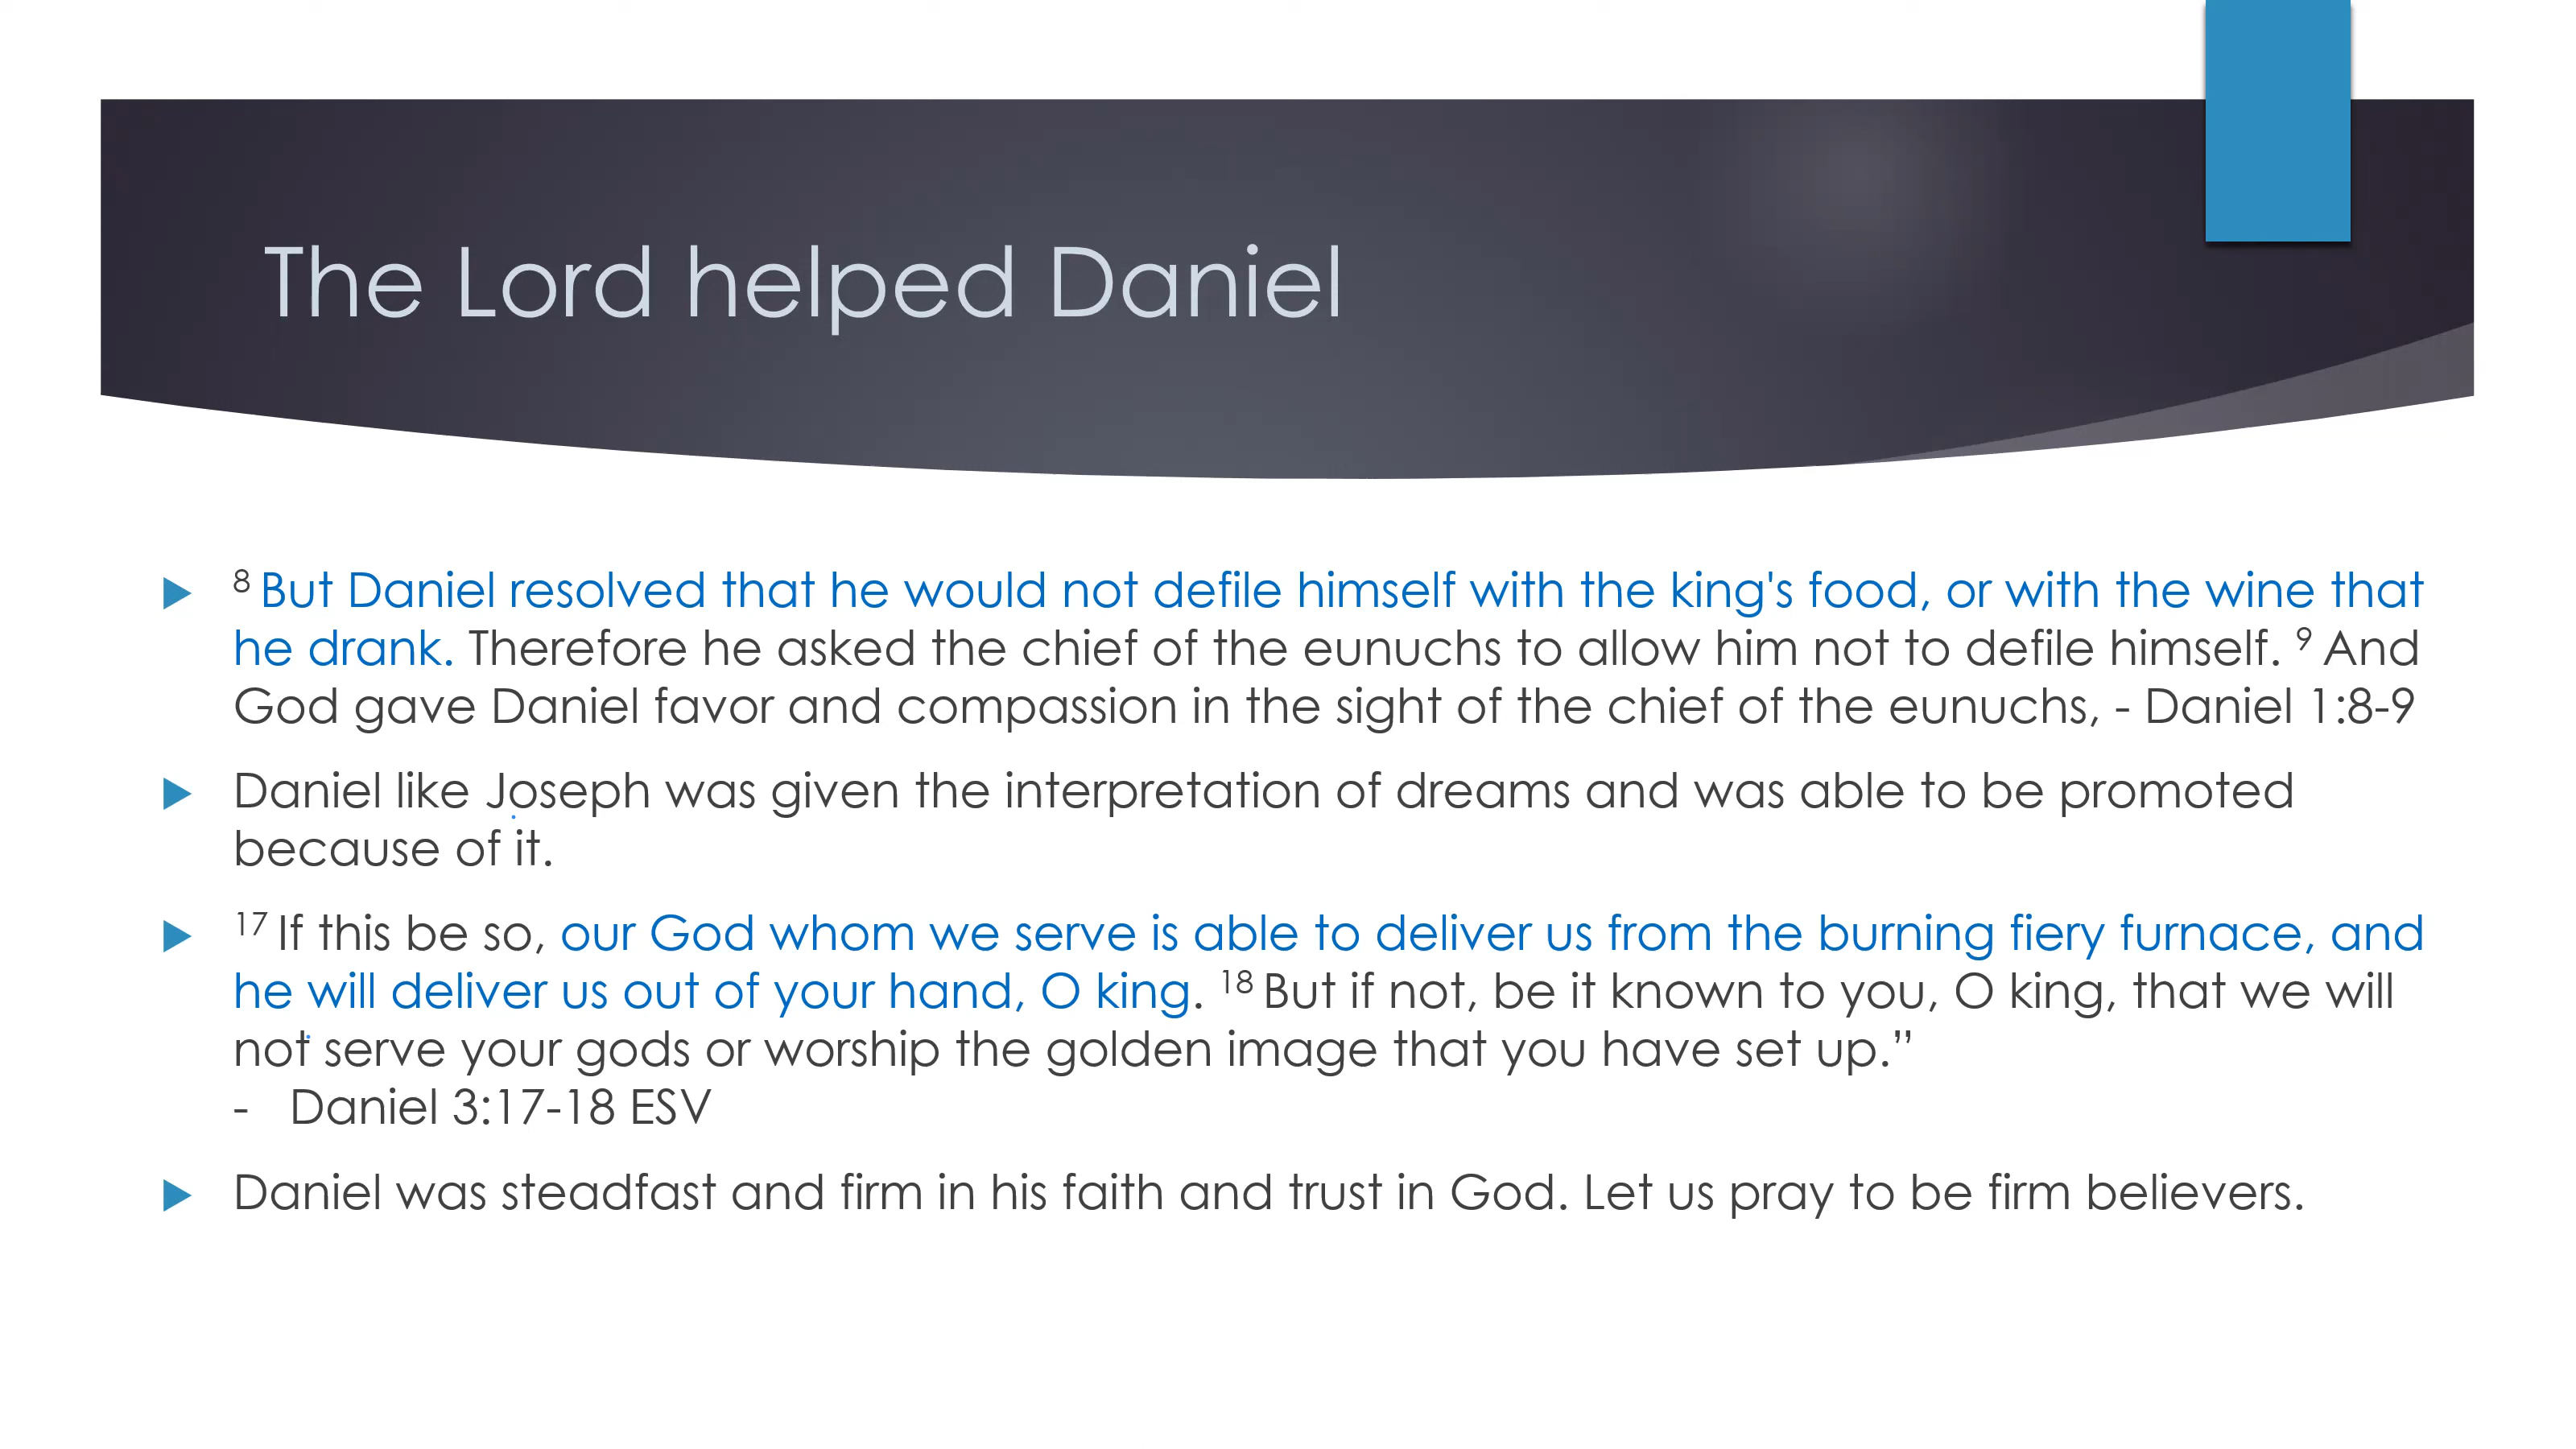 The Lord helped Daniel
8 But Daniel resolved that he would not defile himself with the king's food, or with the wine that
he drank. Therefore he asked the chief of the eunuchs to allow him not to defile himself. 9 And
God gave Daniel favor and compassion in the sight of the chief of the eunuchs, - Daniel 1:8-9
Daniel like Joseph was given the interpretation of dreams and was able to be promoted
because of it.
17 If this be so, our God whom we serve is able to deliver us from the burning fiery furnace, and
he will deliver us out of your hand, O king. 18 But if not, be it known to you, O king, that we will
not serve your gods or worship the golden image that you have set up.”
- Daniel 3:17-18 ESV
Daniel was steadfast and firm in his faith and trust in God. Let us pray to be firm believers.